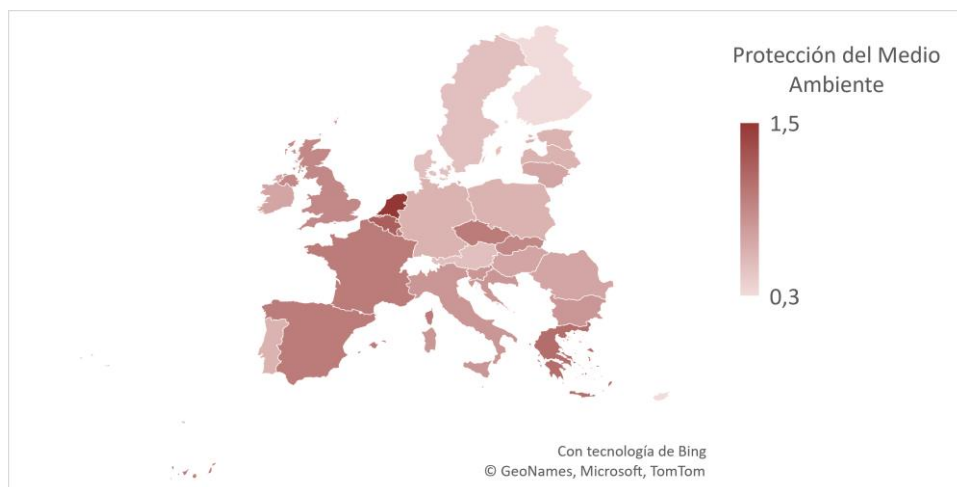 Protección del Medio
Ambiente
1,5
0,3
Con tecnología de Bing
© GeoNames, Microsoft, TomTom